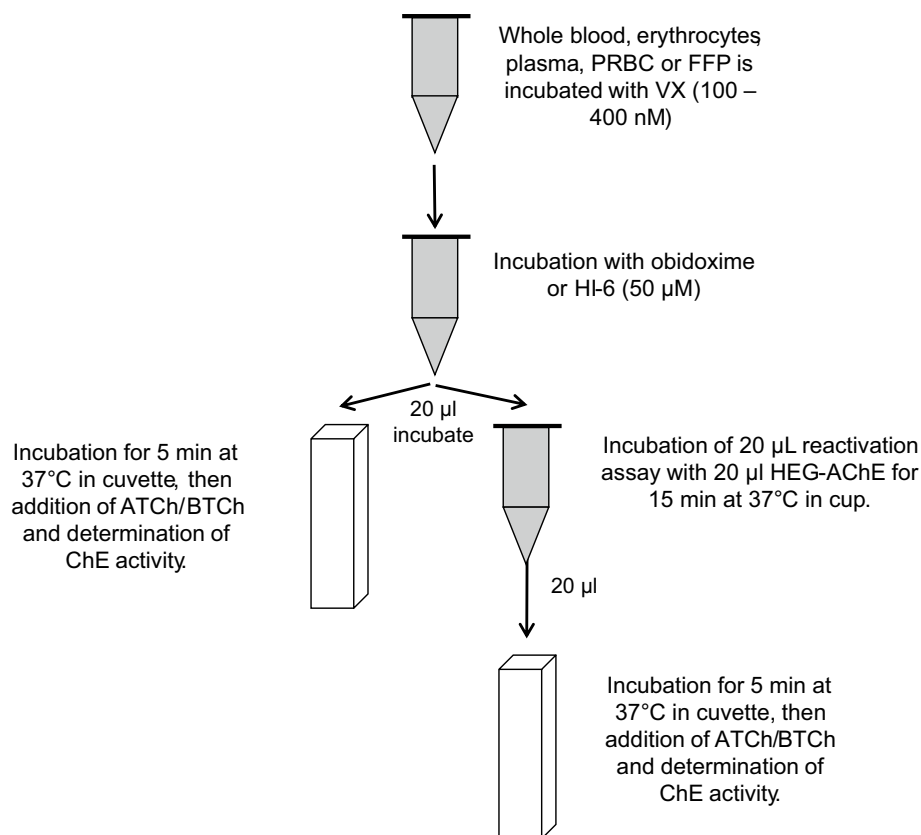 Whole blood, erythrocytes,
plasma, PRBC or FFP is
incubated with VX (100 –
400 nM)
Incubation with obidoxime
or HI-6 (50 µM)
20 µl
incubate
Incubation for 5 min at
37°C in cuvette, then
addition of ATCh/BTCh
and determination of
ChE activity.
Incubation of 20 µL reactivation
assay with 20 µl HEG-AChE for
15 min at 37°C in cup.
20 µl
Incubation for 5 min at
37°C in cuvette, then
addition of ATCh/BTCh
and determination of
ChE activity.